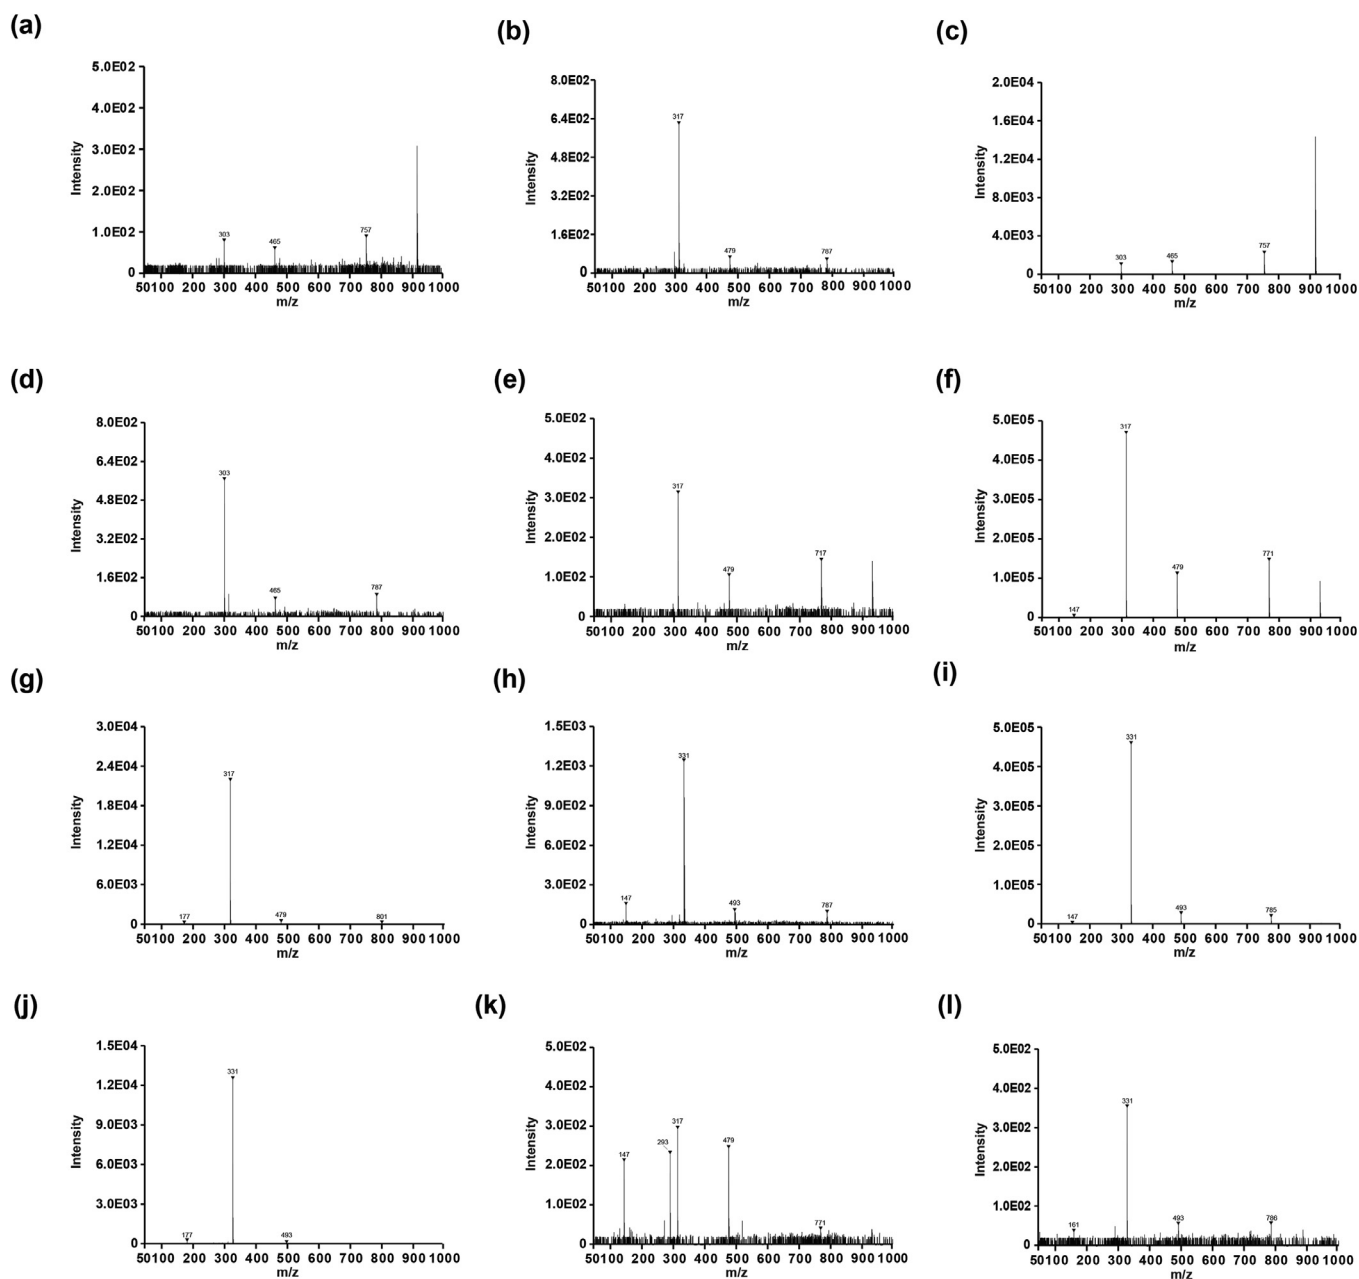 (a)
5.0E02
4.0E02
3.0E02
2.0E02
1.0E02
0
Intensity
303
465
757
50100 200 300 400 500 600 700 800 900 1000
m/z
(b)
8.0E02
6.4E02
4.8E02
3.2E02
1.6E02
0
Intensity
317
479
787
50100 200 300 400 500 600 700 800 900 1000
m/z
(c)
2.0E04
1.6E04
1.2E04
8.0E03
4.0E03
0
Intensity
303
465
757
50100 200 300 400 500 600 700 800 900 1000
m/z
(d)
8.0E02
6.4E02
4.8E02
3.2E02
1.6E02
0
Intensity
303
465
787
50100 200 300 400 500 600 700 800 900 1000
m/z
(e)
5.0E02
4.0E02
3.0E02
2.0E02
1.0E02
0
Intensity
317
479
717
50100 200 300 400 500 600 700 800 900 1000
m/z
(f)
5.0E05
4.0E05
3.0E05
2.0E05
1.0E05
0
Intensity
147
317
479
771
50100 200 300 400 500 600 700 800 900 1000
m/z
(g)
3.0E04
2.4E04
1.8E04
1.2E04
6.0E03
0
Intensity
177
317
479
801
50100 200 300 400 500 600 700 800 900 1000
m/z
(h)
1.5E03
1.2E03
9.0E02
6.0E02
3.0E02
0
Intensity
147
331
493
787
50100 200 300 400 500 600 700 800 900 1000
m/z
(i)
5.0E05
4.0E05
3.0E05
2.0E05
1.0E05
0
Intensity
147
331
493
785
50100 200 300 400 500 600 700 800 900 1000
m/z
(j)
1.5E04
1.2E04
9.0E03
6.0E03
3.0E03
0
Intensity
177
331
493
50100 200 300 400 500 600 700 800 900 1000
m/z
(k)
5.0E02
4.0E02
3.0E02
2.0E02
1.0E02
0
Intensity
147
293
317
479
771
50100 200 300 400 500 600 700 800 900 1000
m/z
(l)
5.0E02
4.0E02
3.0E02
2.0E02
1.0E02
0
Intensity
161
331
493
786
50100 200 300 400 500 600 700 800 900 1000
m/z